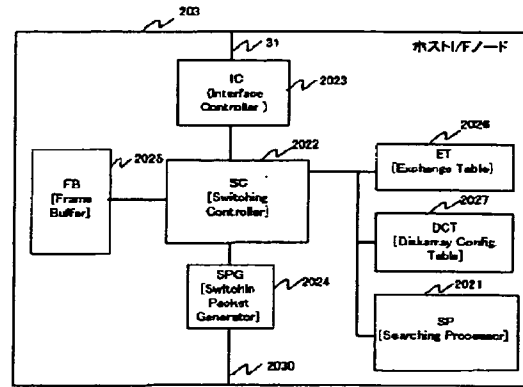 203
31
ホストI/Fノード
IC
(Interface
Controller)
2023
2022
2026
2025
ET
[Exchange Table]
FB
[Frame
Buffer]
SC
[Switching
Controller]
2027
DCT
[Diskarray Config
Table]
SPG
[Switchin
Packet
Generator]
2024
2021
SP
[Searching Processor]
2030